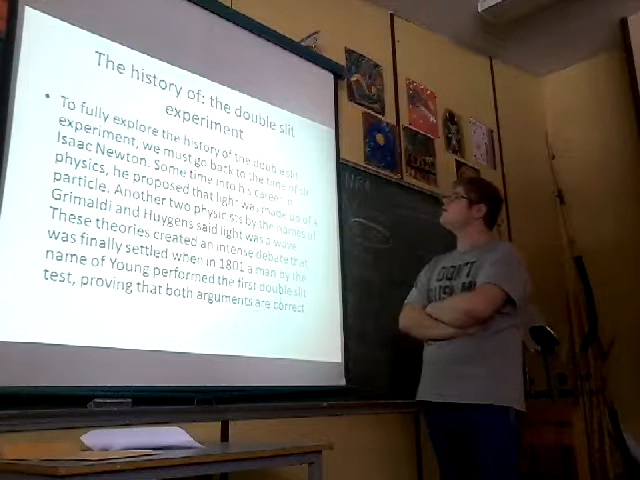 The history of: the double slit
experiment
• To fully explore the history of the double slit
experiment, we must go back to the time of sir
Isaac Newton. Some time into his career in
physics, he proposed that light was made up of a
particle. Another two physicists by the names of
Grimaldi and Huygens said light was a wave.
These theories created an intense debate that
was finally settled when in 1801 a man by the
name of Young performed the first double slit
test, proving that both arguments are correct
DON'T